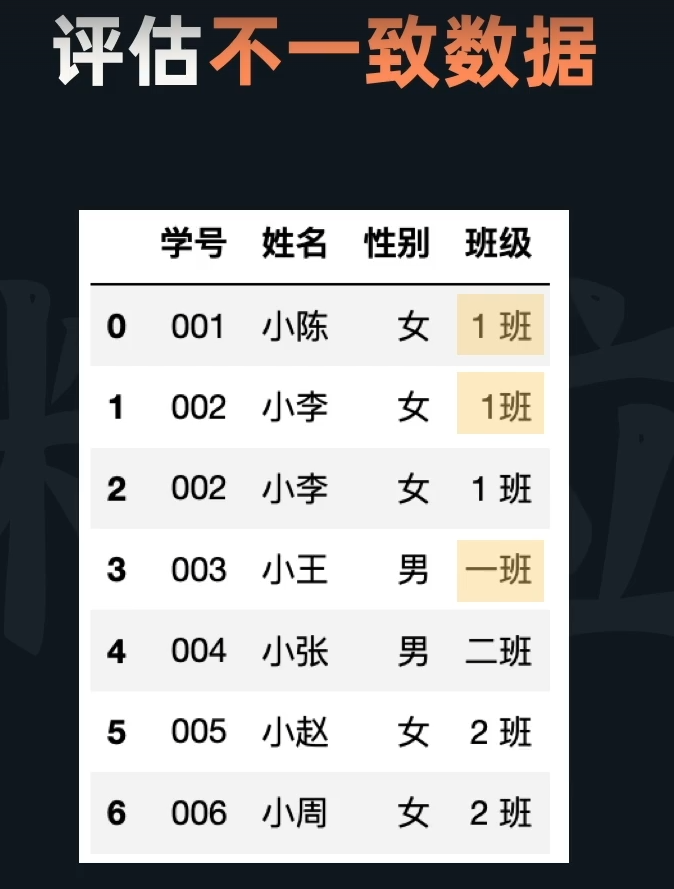 评估不一致数据
学号 姓名 性别 班级
0 001 小陈 女 1 班
1 002 小李 女 1班
2 002 小李 女 1 班
3 003 小王 男 一班
4 004 小张 男 二班
5 005 小赵 女 2 班
6 006 小周 女 2 班